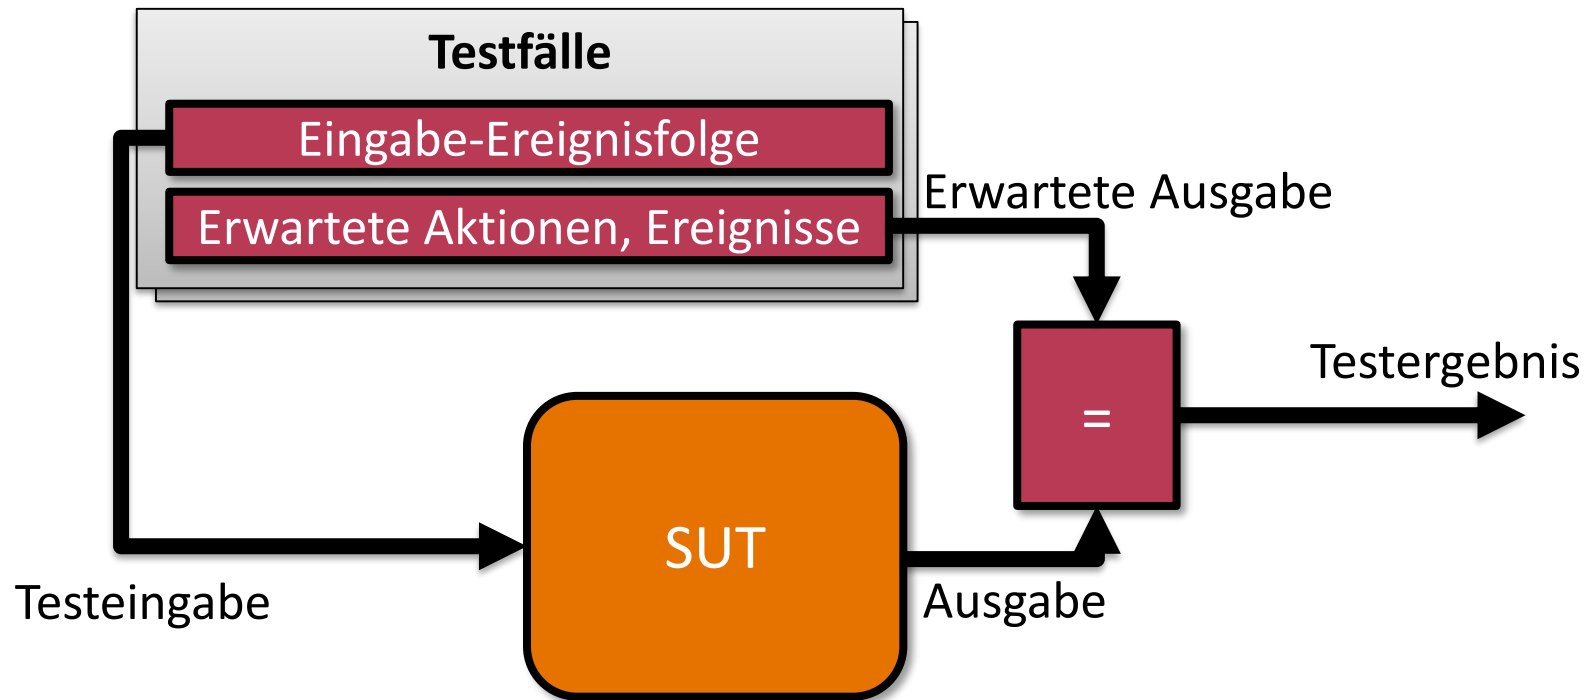 Testfälle
Eingabe-Ereignisfolge
Erwartete Aktionen, Ereignisse
Erwartete Ausgabe
Testergebnis
=
SUT
Testeingabe
Ausgabe